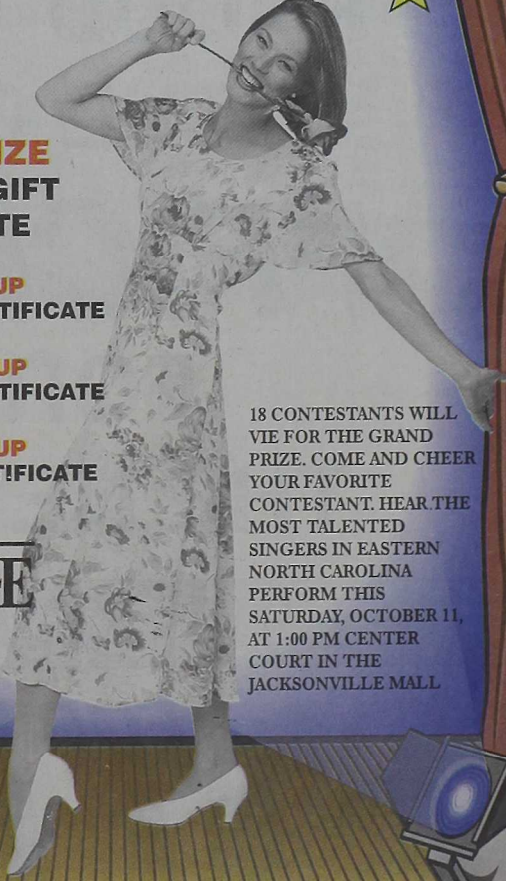 IZE
GIFT
TE
UP
TIFICATE
UP
TIFICATE
UP
TIFICATE
E
18 CONTESTANTS WILL
VIE FOR THE GRAND
PRIZE. COME AND CHEER
YOUR FAVORITE
CONTESTANT. HEAR THE
MOST TALENTED
SINGERS IN EASTERN
NORTH CAROLINA
PERFORM THIS
SATURDAY, OCTOBER 11,
AT 1:00 PM CENTER
COURT IN THE
JACKSONVILLE MALL